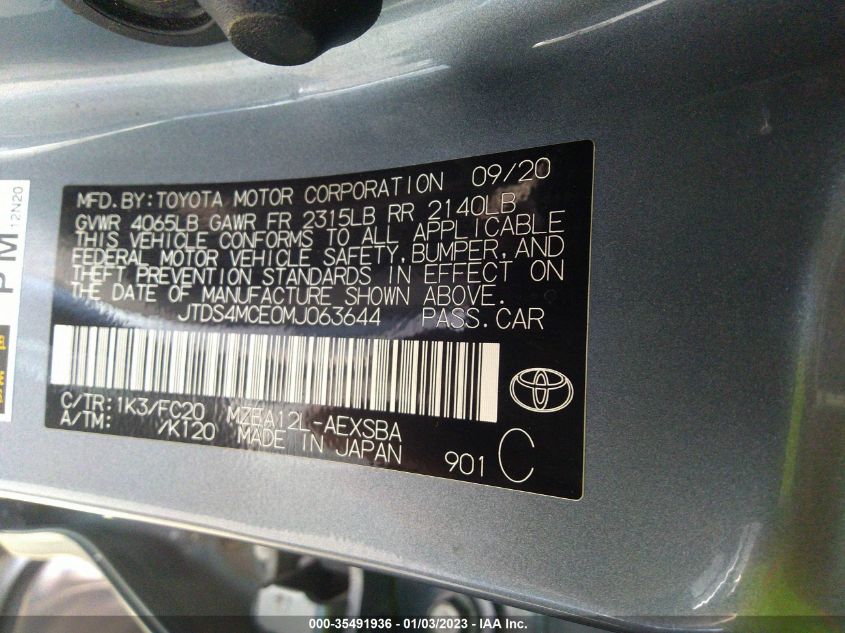 MFD. BY: TOYOTA MOTOR CORPORATION 09/20
GVWR 4065LB GAWR FR 2315LB RR 2140LB
THIS VEHICLE CONFORMS TO ALL APPLICABLE
FEDERAL MOTOR VEHICLE SAFETY, BUMPER, AND
THEFT PREVENTION STANDARDS IN EFFECT ON
THE DATE OF MANUFACTURE SHOWN ABOVE.
JTDS4MCE0MJ063644 PASS.CAR
C/TR: 1K3/FC20 MZEA12L-AEXSBA
A/TM: /K120 MADE IN JAPAN
901 C
PM
12N20
000-35491936 - 01/03/2023 - IAA Inc.